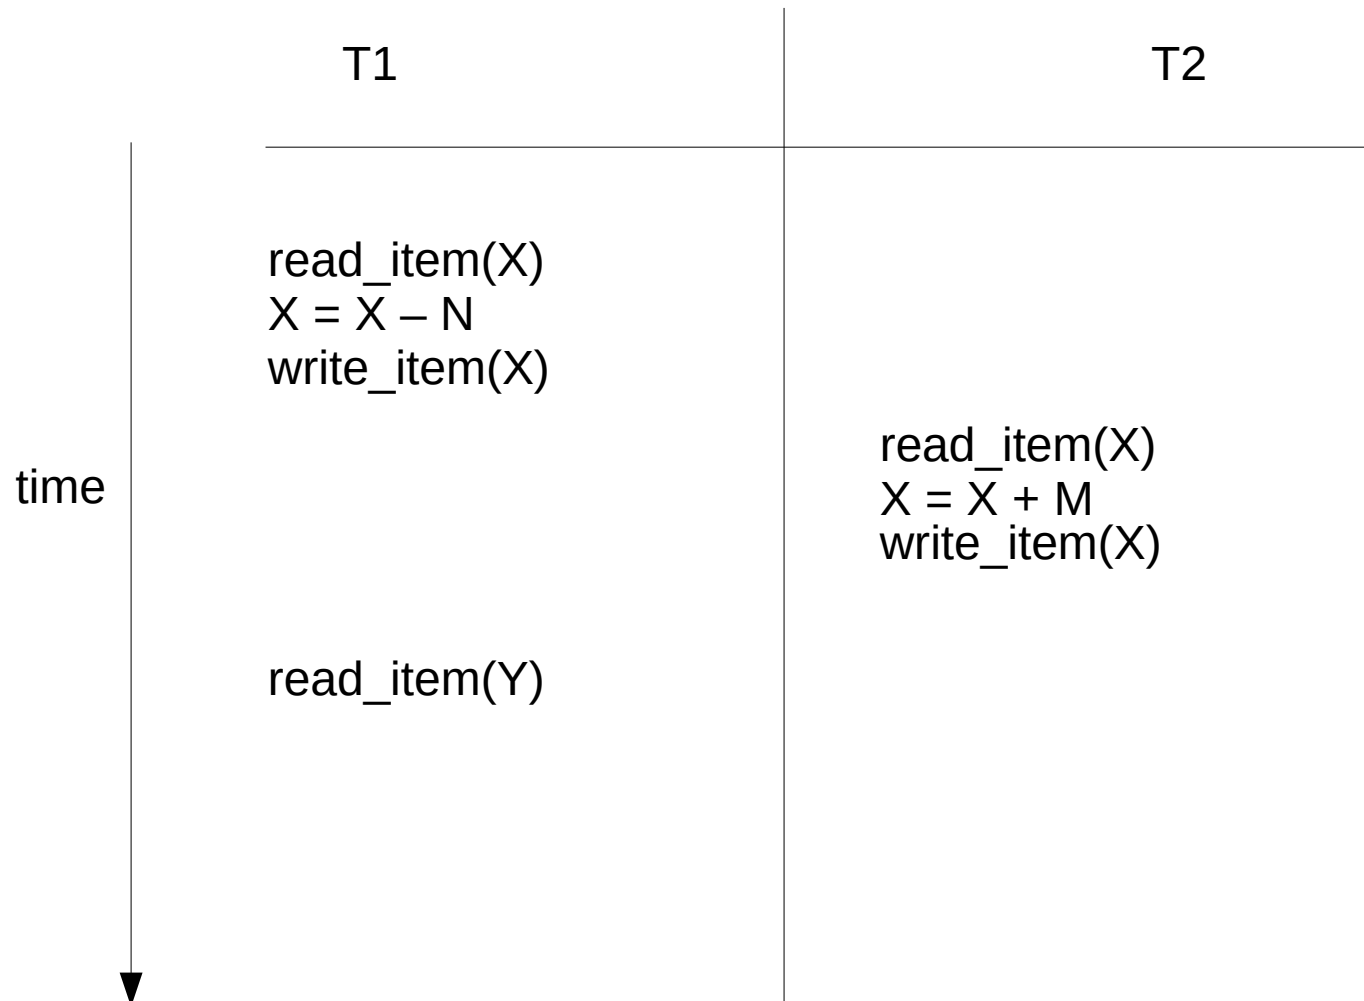 T1 T2
read_item(X)
X = X – N
write_item(X)
read_item(X)
time
X = X + M
write_item(X)
read_item(Y)